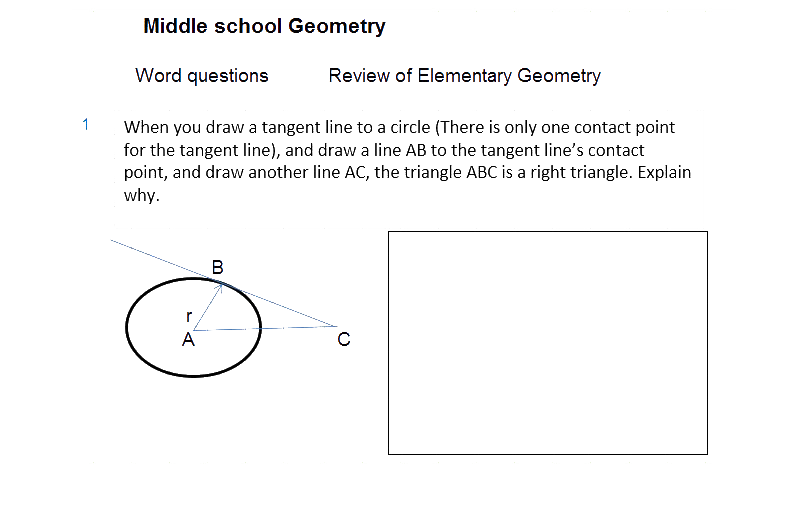 Middle school Geometry
Word questions Review of Elementary Geometry
1 When you draw a tangent line to a circle (There is only one contact point
for the tangent line), and draw a line AB to the tangent line’s contact
point, and draw another line AC, the triangle ABC is a right triangle. Explain
why.
B
r
A
C